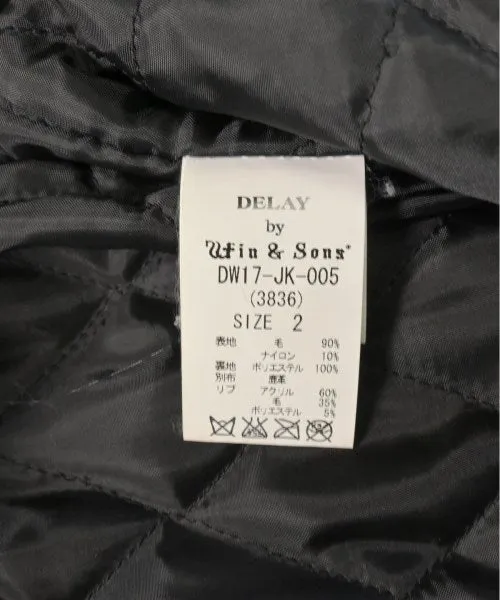 DELAY
by
Win & Sons
DW17-JK-005
(3836)
SIZE 2
表地 毛 90%
ナイロン 10%
裏地 ポリエステル 100%
別布 鹿革
リブ アクリル 60%
毛 35%
ポリエステル 5%